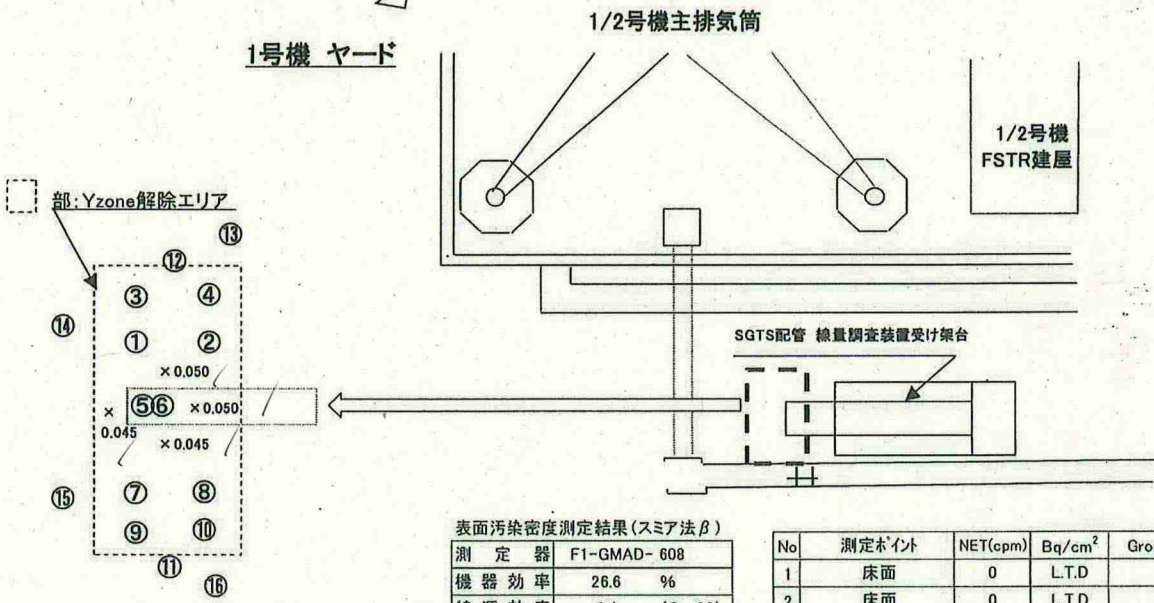 1号機 ヤード
1/2号機主排気筒
1/2号機
FSTR建屋
部:Yzone解除エリア
⑬
⑫
③ ④
⑭
① ②
SGTS配管 線量調査装置受け架台
×0.050
⑤⑥ ×0.050
×
0.045
×0.045
⑦ ⑧
⑮
⑨ ⑩
⑪
⑯
表面汚染密度測定結果(スミア法β)
測定器 F1-GMAD-608
機器効率 26.6 %
No 測定ポイント NET(cpm) Bq/cm² Gro
1 床面 0 L.T.D
2 床面 0 L.T.D